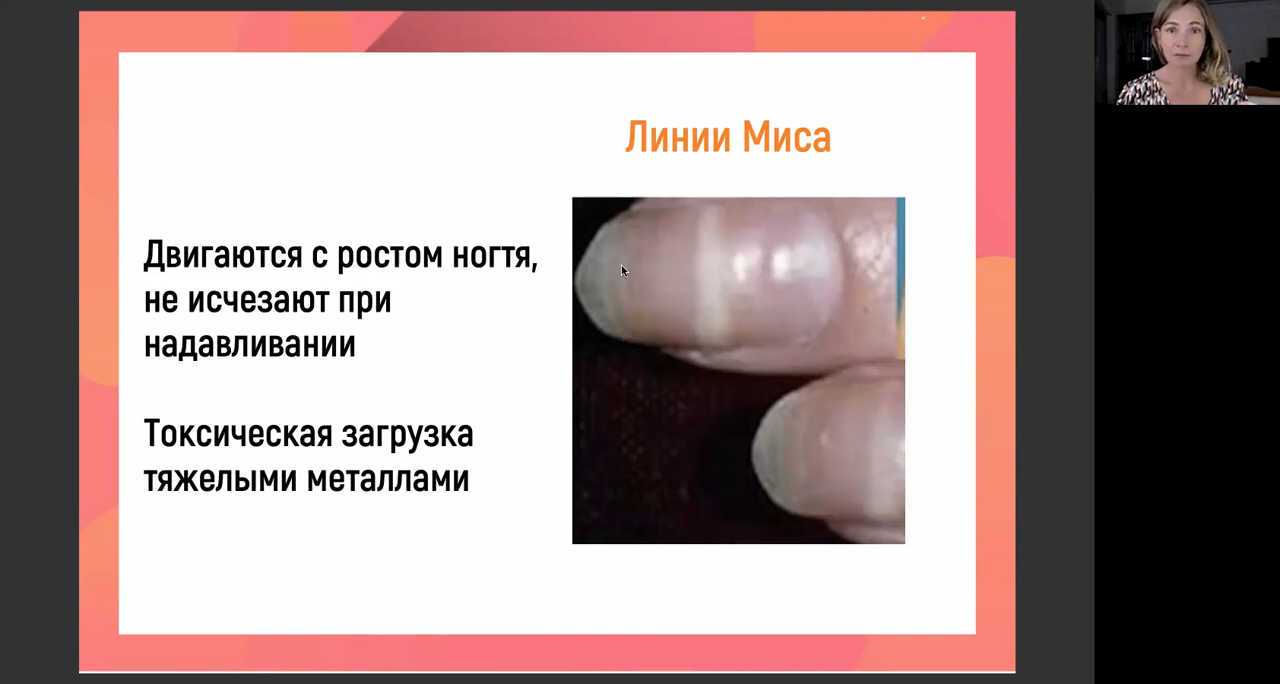 Линии Миса
Двигаются с ростом ногтя,
не исчезают при
надавливании
Токсическая загрузка
тяжелыми металлами